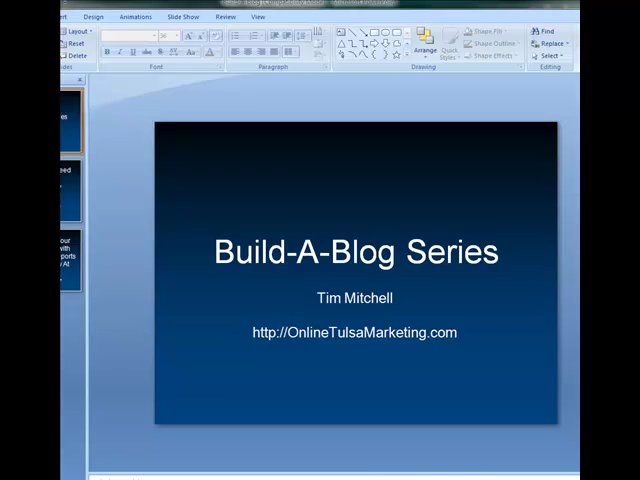 Design Animations Slide Show Review View
Layout
Reset
Delete
Font
Paragraph
Arrange
Quick
Styles
Shape Fill
Shape Outline
Shape Effects
Drawing
Find
Replace
Select
Editing
Build-A-Blog Series
Tim Mitchell
http://OnlineTulsaMarketing.com